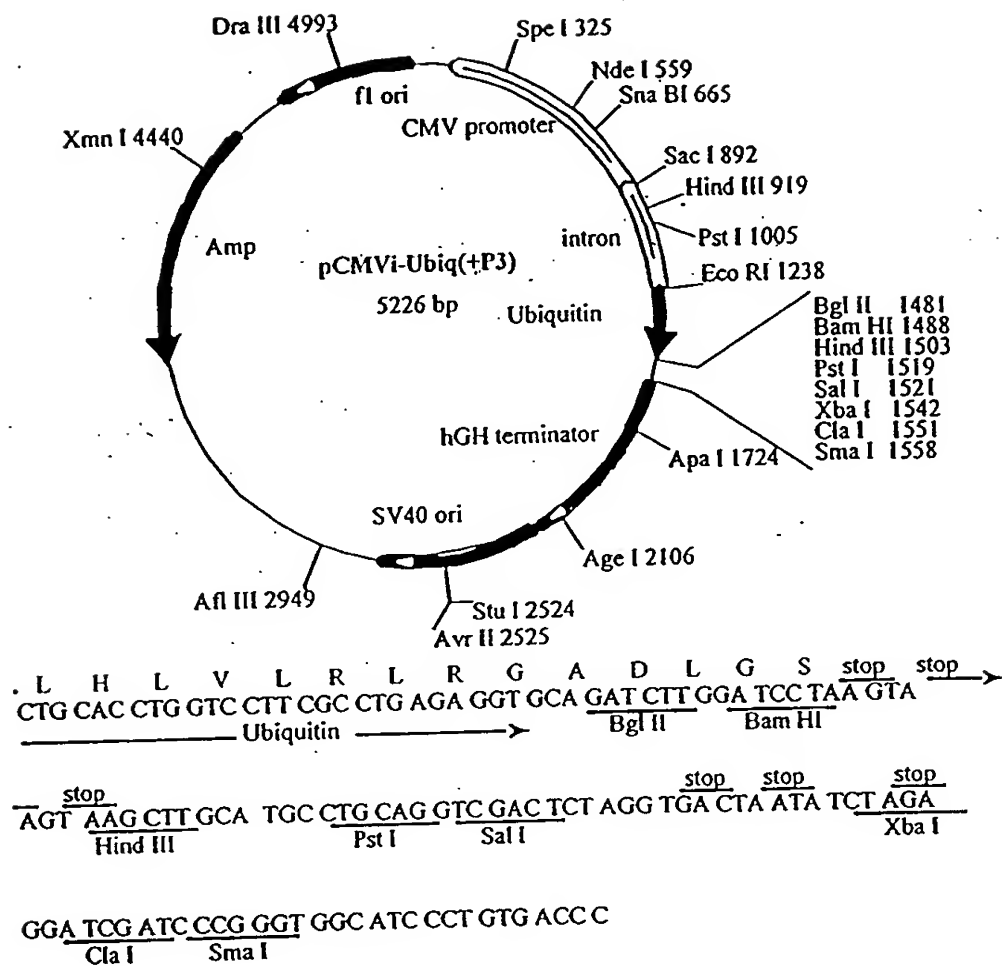 Dra III 4993
Spe I 325
Nde I 559
Sna BI 665
f1 ori
CMV promoter
Xmn I 4440
Sac I 892
Hind III 919
Amp
intron
Pst I 1005
pCMVi-Ubiq(+P3)
Eco RI 1238
5226 bp
Ubiquitin
Bgl II 1481
Bam HI 1488
Hind III 1503
Pst I 1519
Sal I 1521
Xba I 1542
Cla I 1551
Sma I 1558
hGH terminator
Apa I 1724
SV40 ori
Age I 2106
Afl III 2949
Stu I 2524
Avr II 2525
L H L V L R L R G A D L G S stop stop
CTG CAC CTG GTC CTT CGC CTG AGA GGT GCA GAT CTT GGA TCC TAA GTA
Ubiquitin Bgl II Bam HI
stop stop stop stop
AGT AAG CTT GCA TGC CTG CAG GTC GAC TCT AGG TGA CTA ATA TCT AGA
Hind III Pst I Sal I Xba I
GGA TCG ATC CCG GGT GGC ATC CCT GTG ACC C
Cla I Sma I